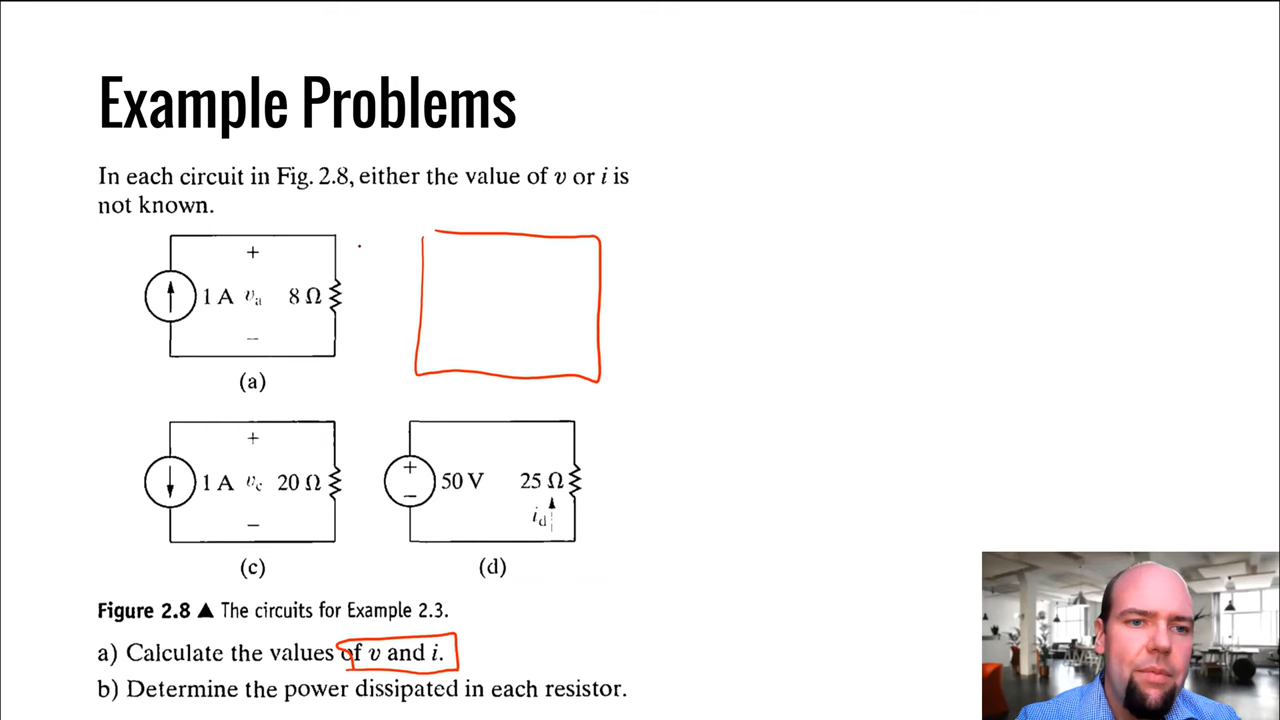 Example Problems
In each circuit in Fig. 2.8, either the value of v or i is
not known.
+
1 A vₐ 8 Ω
−
(a)
+
1 A v_c 20 Ω
−
(c)
+
50 V 25 Ω
−
i_d
(d)
Figure 2.8 ▲ The circuits for Example 2.3.
a) Calculate the values of v and i.
b) Determine the power dissipated in each resistor.